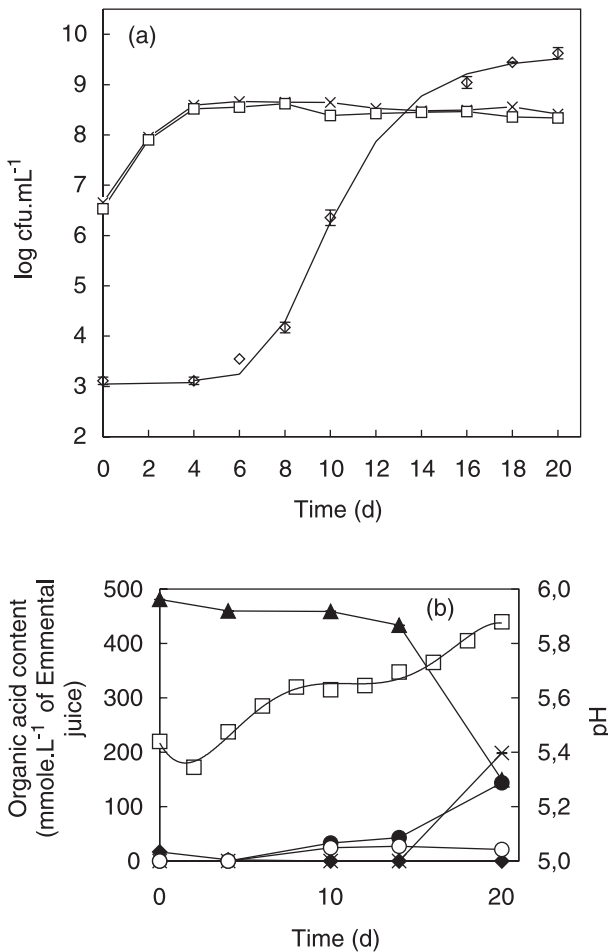 (a)
log cfu.mL-1
10
9
8
7
6
5
4
3
2
0 2 4 6 8 10 12 14 16 18 20
Time (d)
(b)
Organic acid content
(mmole.L-1 of Emmental
juice)
500
400
300
200
100
0
6,0
5,8
5,6
5,4
5,2
5,0
pH
0 10 20
Time (d)